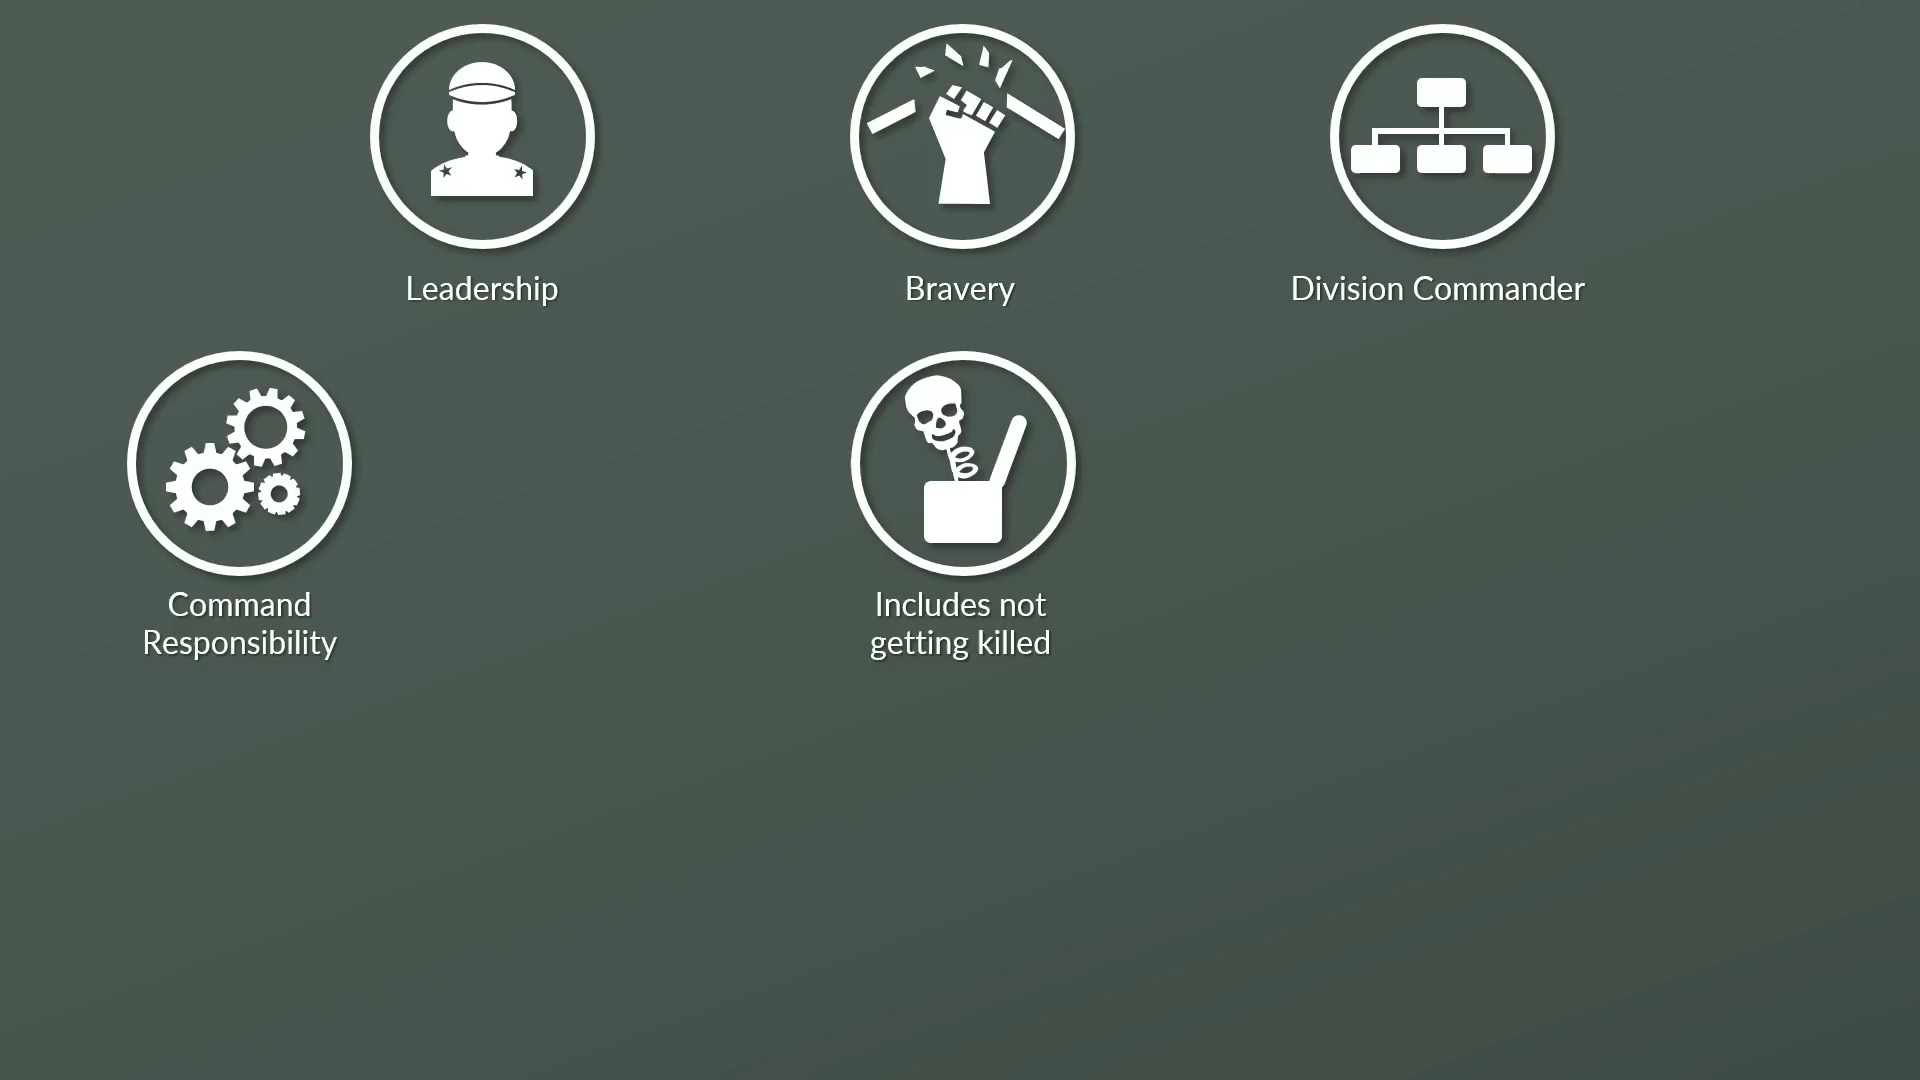 Leadership
Bravery
Division Commander
Command
Responsibility
Includes not
getting killed